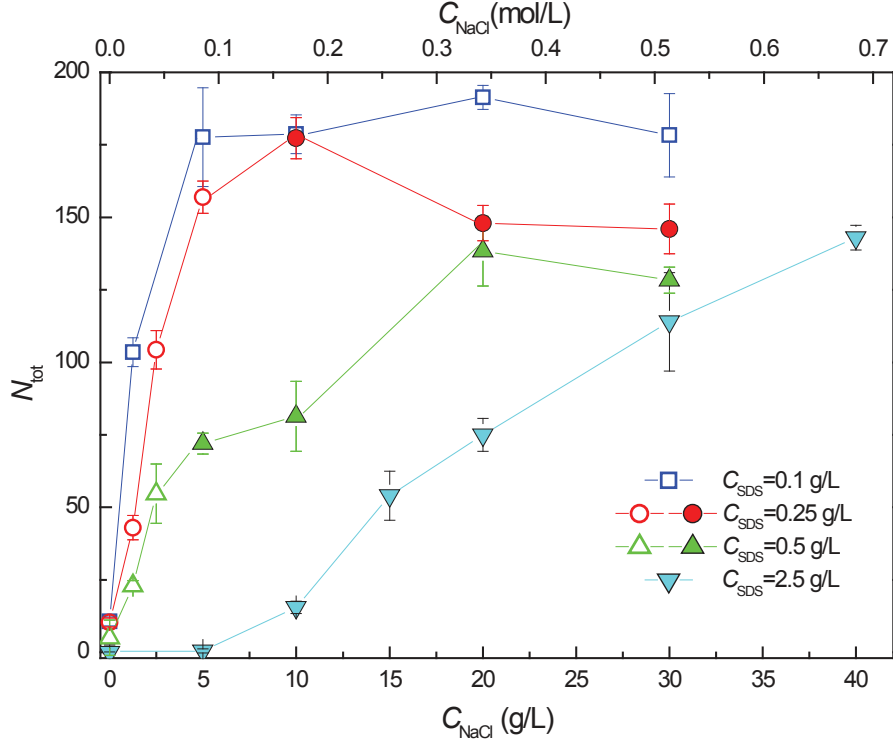 C_NaCl (mol/L)
0.0 0.1 0.2 0.3 0.4 0.5 0.6 0.7
200
150
100
50
0
N_tot
C_SDS=0.1 g/L
C_SDS=0.25 g/L
C_SDS=0.5 g/L
C_SDS=2.5 g/L
0 5 10 15 20 25 30 35 40
C_NaCl (g/L)